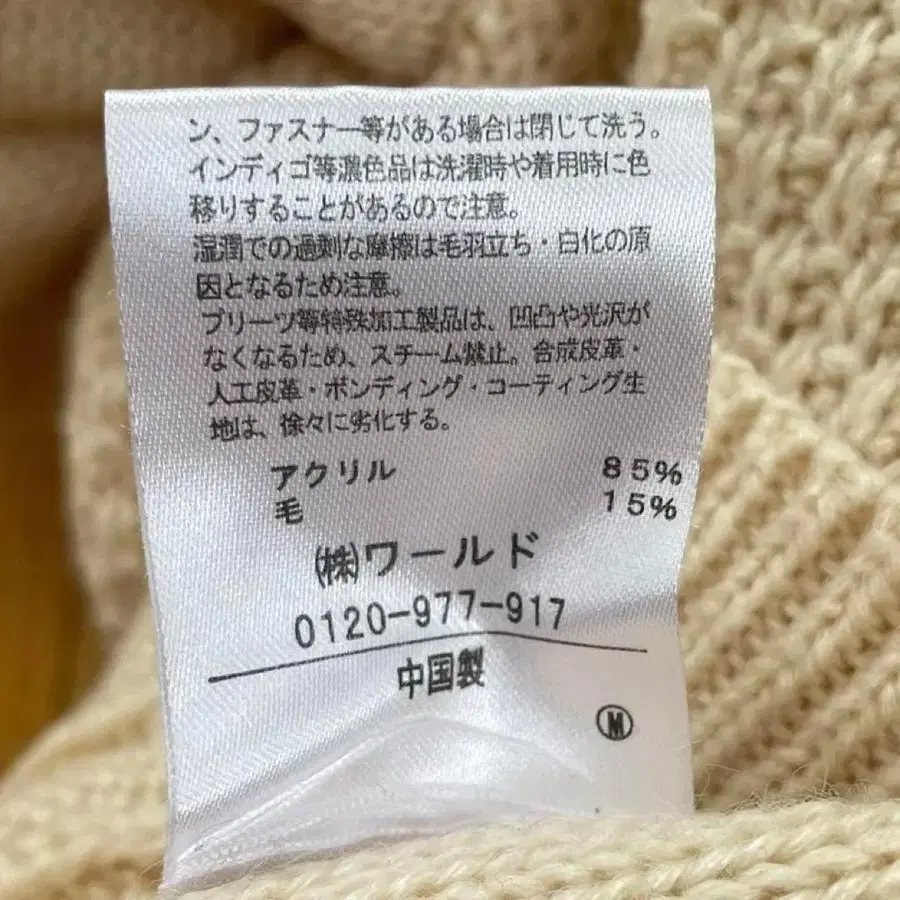 ン、ファスナー等がある場合は閉じて洗う。
インディゴ等濃色品は洗濯時や着用時に色
移りすることがあるので注意。
湿潤での過剰な摩擦は毛羽立ち・白化の原
因となるため注意。
プリーツ等特殊加工製品は、凹凸や光沢が
なくなるため、スチーム禁止。合成皮革・
人工皮革・ボンディング・コーティング生
地は、徐々に劣化する。
アクリル 85%
毛 15%
㈱ワールド
0120-977-917
中国製
Ⓜ